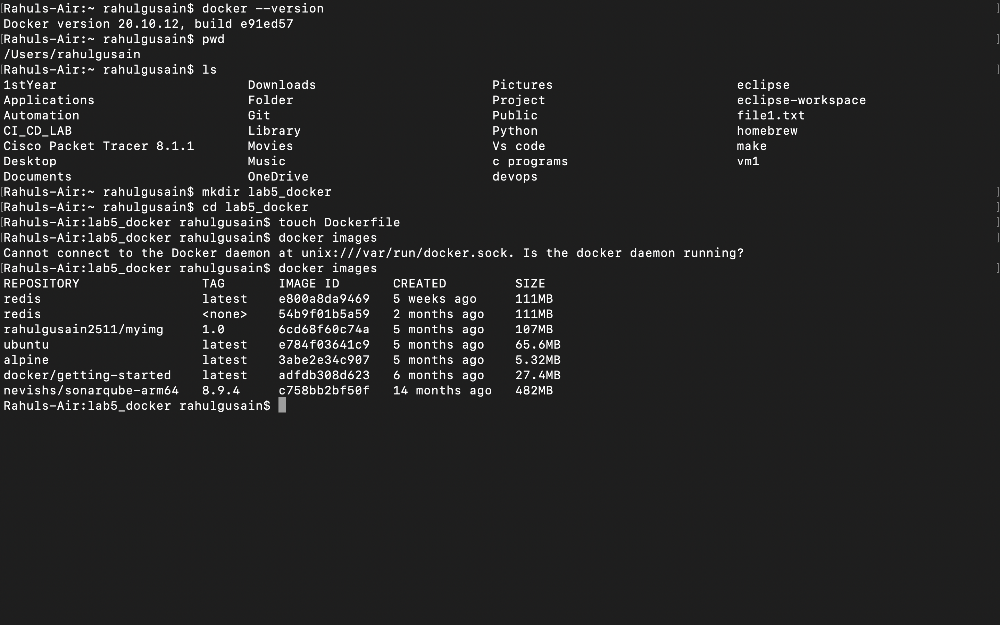 [Rahuls-Air:~ rahulgusain$ docker --version ]
Docker version 20.10.12, build e91ed57
[Rahuls-Air:~ rahulgusain$ pwd ]
/Users/rahulgusain
[Rahuls-Air:~ rahulgusain$ ls ]
1stYear Downloads Pictures eclipse
Applications Folder Project eclipse-workspace
Automation Git Public file1.txt
CI_CD_LAB Library Python homebrew
Cisco Packet Tracer 8.1.1 Movies Vs code make
Desktop Music c programs vm1
Documents OneDrive devops
[Rahuls-Air:~ rahulgusain$ mkdir lab5_docker ]
[Rahuls-Air:~ rahulgusain$ cd lab5_docker ]
[Rahuls-Air:lab5_docker rahulgusain$ touch Dockerfile ]
[Rahuls-Air:lab5_docker rahulgusain$ docker images ]
Cannot connect to the Docker daemon at unix:///var/run/docker.sock. Is the docker daemon running?
[Rahuls-Air:lab5_docker rahulgusain$ docker images ]
REPOSITORY TAG IMAGE ID CREATED SIZE
redis latest e800a8da9469 5 weeks ago 111MB
redis <none> 54b9f01b5a59 2 months ago 111MB
rahulgusain2511/myimg 1.0 6cd68f60c74a 5 months ago 107MB
ubuntu latest e784f03641c9 5 months ago 65.6MB
alpine latest 3abe2e34c907 5 months ago 5.32MB
docker/getting-started latest adfdb308d623 6 months ago 27.4MB
nevishs/sonarqube-arm64 8.9.4 c758bb2bf50f 14 months ago 482MB
Rahuls-Air:lab5_docker rahulgusain$